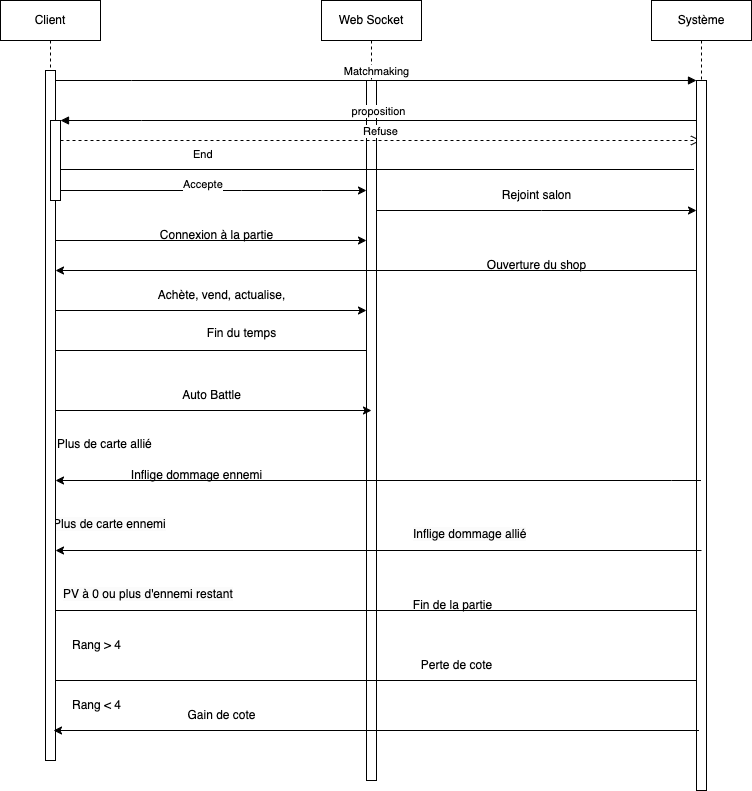 Client
Web Socket
Système
Matchmaking
proposition
Refuse
End
Accepte
Rejoint salon
Connexion à la partie
Ouverture du shop
Achète, vend, actualise,
Fin du temps
Auto Battle
Plus de carte allié
Inflige dommage ennemi
Plus de carte ennemi
Inflige dommage allié
PV à 0 ou plus d'ennemi restant
Fin de la partie
Rang > 4
Perte de cote
Rang < 4
Gain de cote